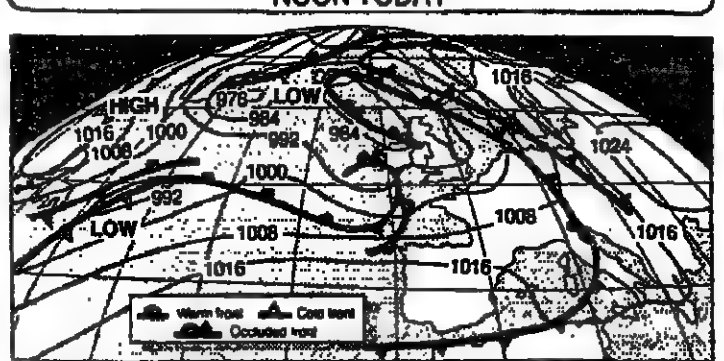 NOON TODAY
1016
976 LOW
HIGH
984
1016 1000 984
1008 992 1024
1000
992
LOW 1008 1008 1016
1016 1016
Warm front Cold front
Occluded front